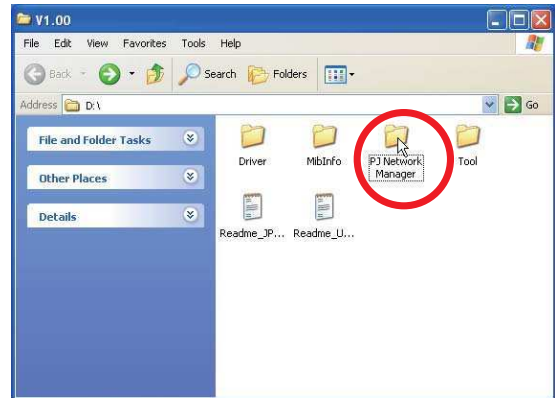 V1.00
File Edit View Favorites Tools Help
Back Search Folders
Address D:\ Go
File and Folder Tasks
Other Places
Details
Driver MibInfo PJ Network Manager Tool
Readme_JP... Readme_U...